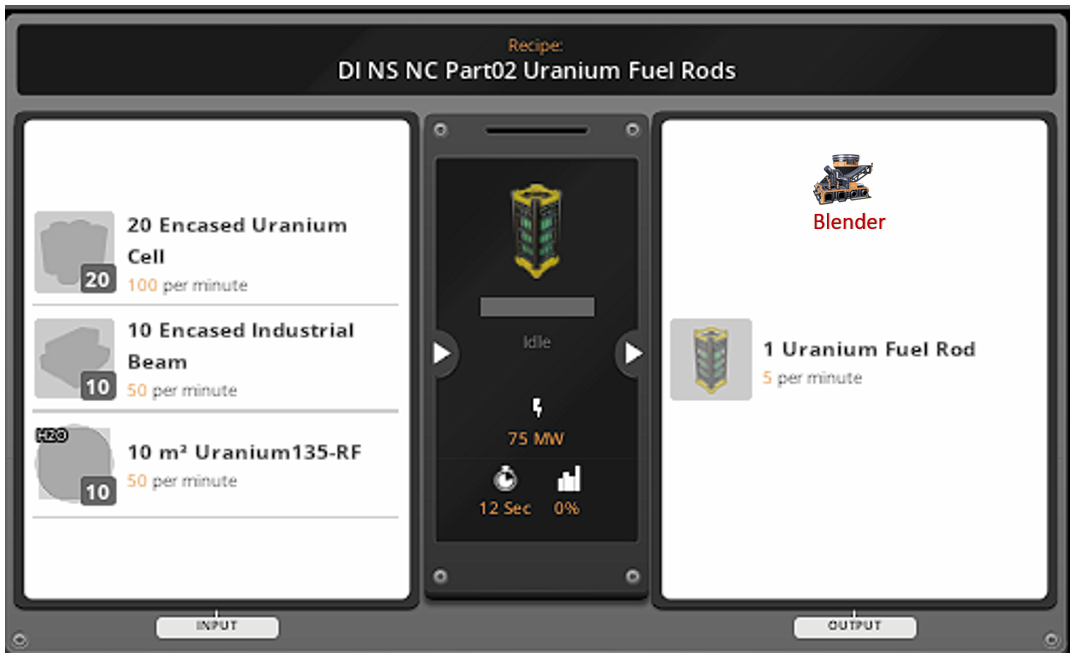 Recipe:
DI NS NC Part02 Uranium Fuel Rods
20 Encased Uranium
Cell
20
100 per minute
10 Encased Industrial
Beam
10
50 per minute
H2O
10 m² Uranium135-RF
10
50 per minute
Idle
75 MW
12 Sec 0%
Blender
1 Uranium Fuel Rod
5 per minute
INPUT
OUTPUT